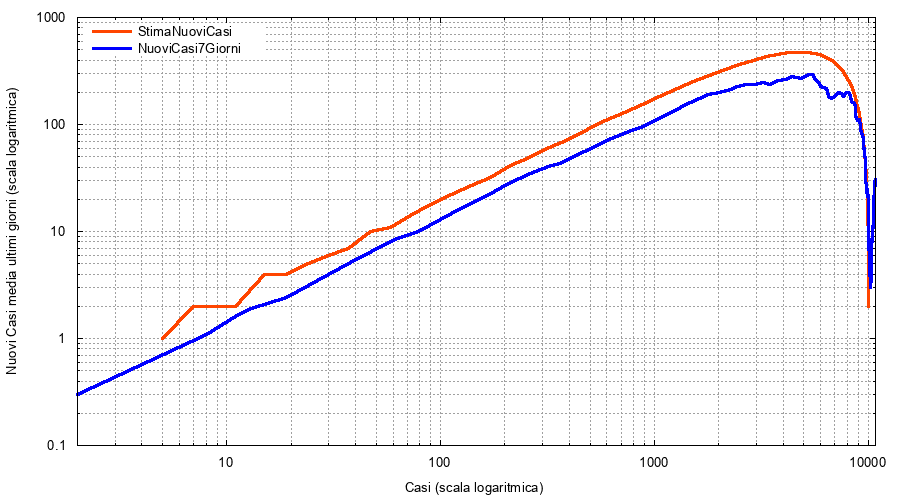 1000
StimaNuoviCasi
NuoviCasi7Giorni
100
10
1
0.1
Nuovi Casi media ultimi giorni (scala logaritmica)
10
100
1000
10000
Casi (scala logaritmica)